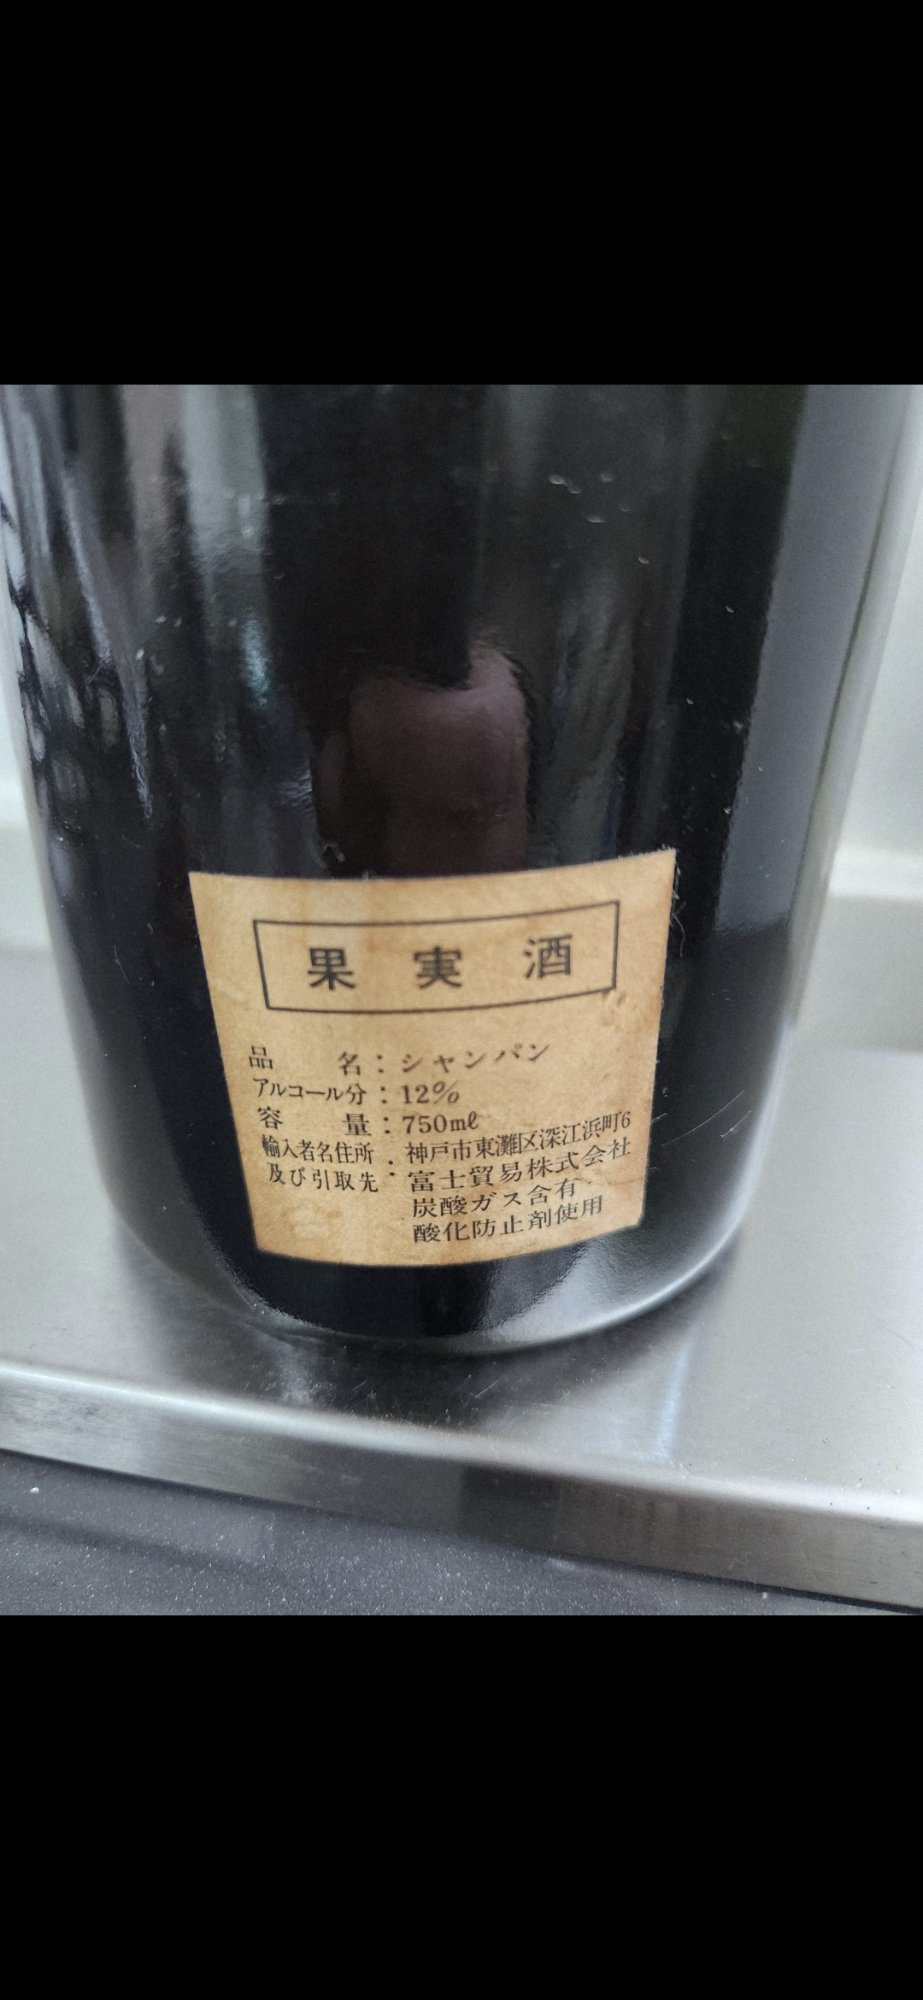 果実酒
品名：シャンパン
アルコール分：12%
容量：750mℓ
輸入者名住所及び引取先：神戸市東灘区深江浜町6
富士貿易株式会社
炭酸ガス含有
酸化防止剤使用